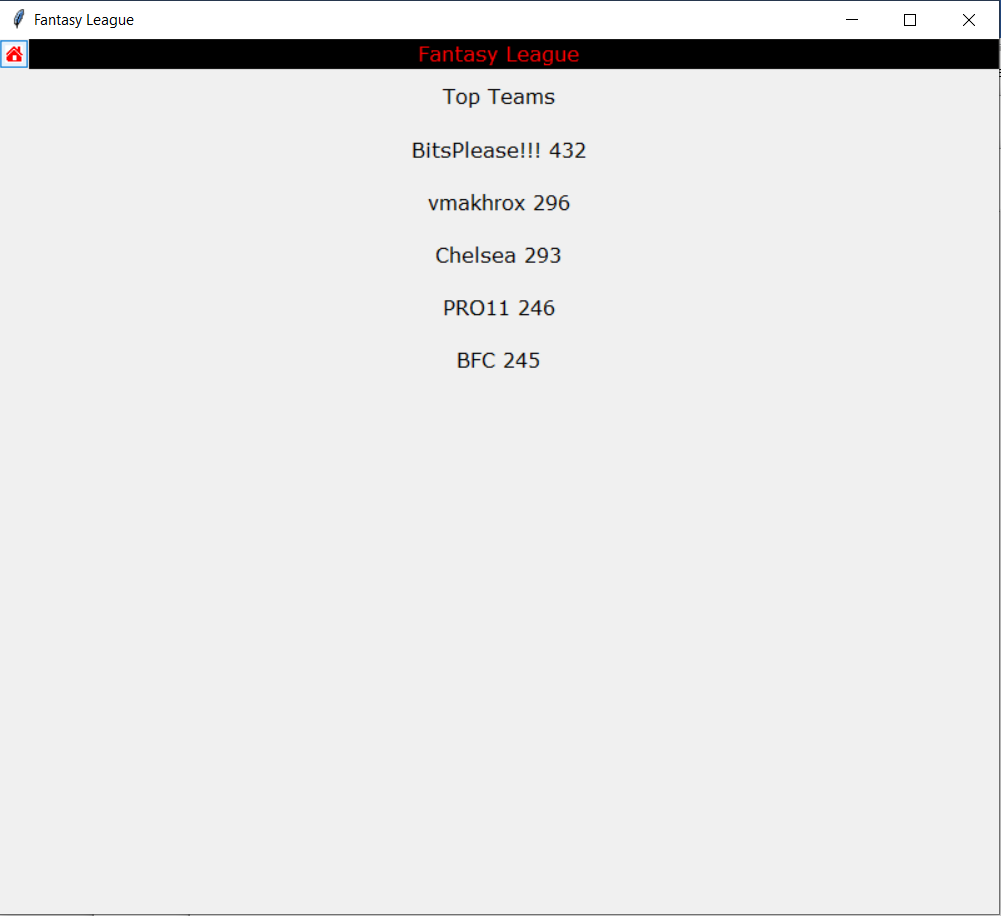 Fantasy League
Fantasy League
Top Teams
BitsPlease!!! 432
vmakhrox 296
Chelsea 293
PRO11 246
BFC 245